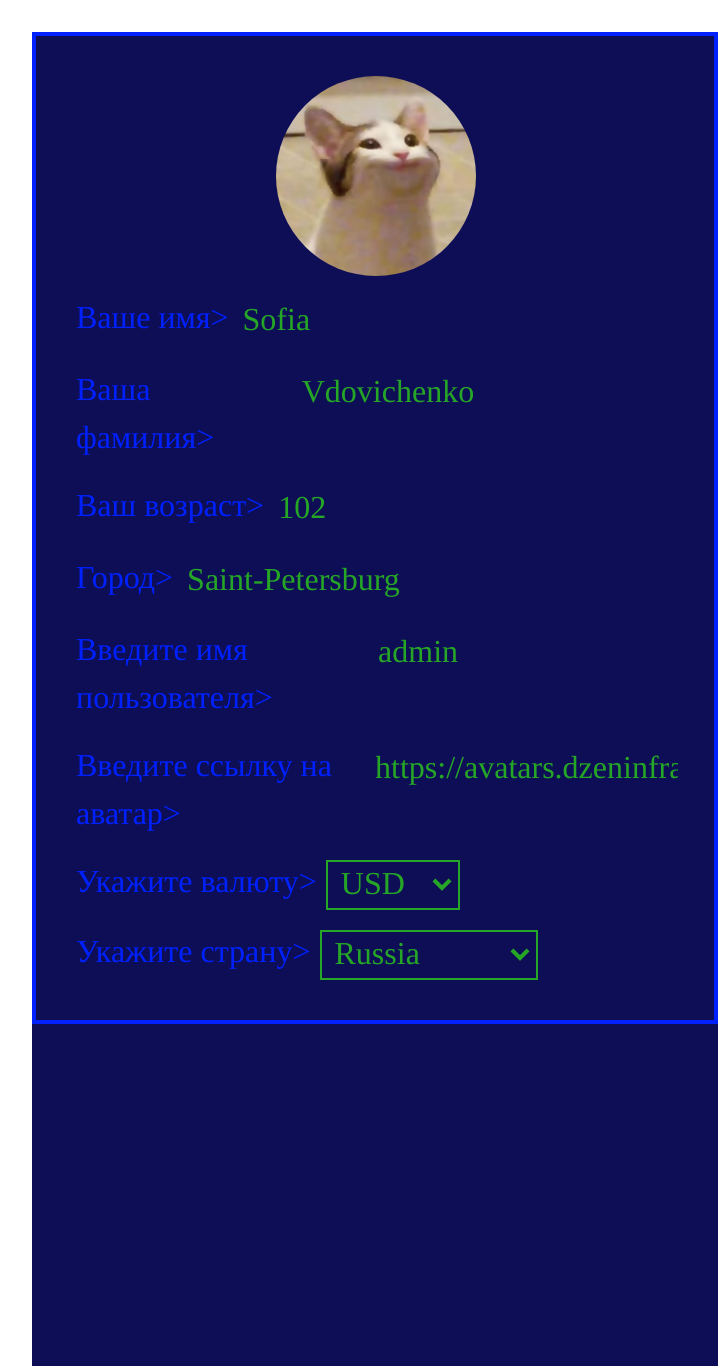 Ваше имя> Sofia
Ваша Vdovichenko
фамилия>
Ваш возраст> 102
Город> Saint-Petersburg
Введите имя admin
пользователя>
Введите ссылку на https://avatars.dzeninfra
аватар>
Укажите валюту> USD
Укажите страну> Russia